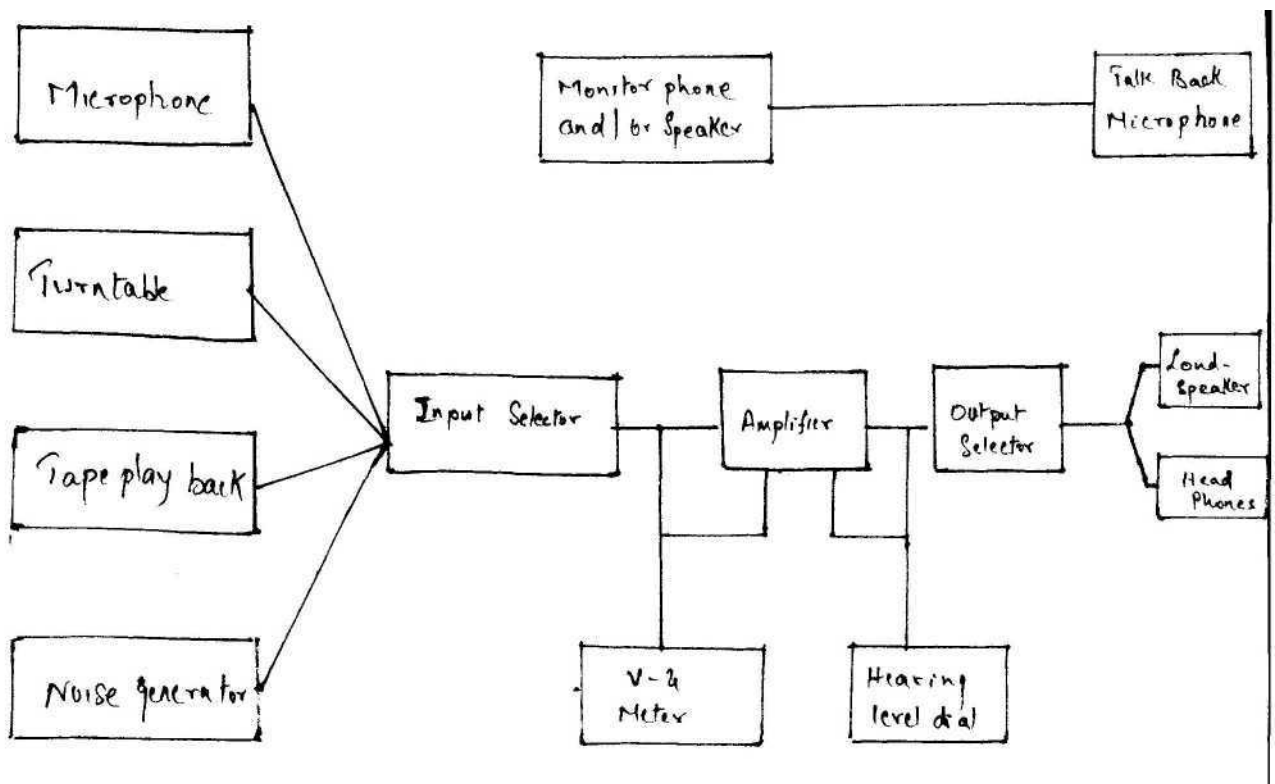 Microphone
Monitor phone
and / or Speaker
Talk Back
Microphone
Turntable
Input Selector
Amplifier
Output
Selector
Loud-
Speaker
Tape play back
Head
Phones
Noise generator
Meter
Hearing
level dial